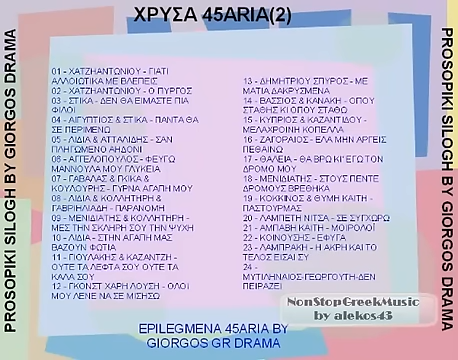 ΧΡΥΣΑ 45ARIA(2)
PROSOPIKI SILOGH BY GIORGOS DRAMA
01 - ΧΑΤΖΗΑΝΤΩΝΙΟΥ - ΓΙΑΤΙ
ΑΛΛΟΙΩΤΙΚΑ ΜΕ ΒΛΕΠΕΙΣ
02 - ΧΑΤΖΗΑΝΤΩΝΙΟΥ - Ο ΠΥΡΓΟΣ
03 - ΣΤΙΚΑ - ΔΕΝ ΘΑ ΕΙΜΑΣΤΕ ΠΙΑ
ΦΙΛΟΙ
04 - ΑΙΓΥΠΤΙΟΣ & ΣΤΙΚΑ - ΠΑΝΤΑ ΘΑ
ΣΕ ΠΕΡΙΜΕΝΩ
05 - ΛΙΔΙΑ & ΑΤΤΑΛΙΔΗΣ - ΣΑΝ
ΠΛΗΓΩΜΕΝΟ ΑΗΔΟΝΙ
06 - ΑΓΓΕΛΟΠΟΥΛΟΣ - ΦΕΥΓΩ
ΜΑΝΝΟΥΛΑ ΜΟΥ ΓΛΥΚΕΙΑ
07 - ΓΑΒΑΛΑΣ & ΓΚΙΚΑ &
ΚΟΥΛΟΥΡΗΣ - ΓΥΡΝΑ ΑΓΑΠΗ ΜΟΥ
08 - ΛΙΔΙΑ & ΚΟΛΛΗΤΗΡΗ &
ΓΑΒΡΙΗΛΙΑΔΗ - ΠΑΡΑΝΟΜΗ
09 - ΜΕΝΙΔΙΑΤΗΣ & ΚΟΛΛΗΤΗΡΗ -
ΜΕΣ ΤΗΝ ΣΚΛΗΡΗ ΣΟΥ ΤΗΝ ΨΥΧΗ
10 - ΛΙΔΙΑ - ΣΤΗΝ ΑΓΑΠΗ ΜΑΣ
ΒΑΖΟΥΝ ΦΩΤΙΑ
11 - ΓΙΟΥΛΑΚΗΣ & ΚΑΖΑΝΤΖΗ -
ΟΥΤΕ ΤΑ ΛΕΦΤΑ ΣΟΥ ΟΥΤΕ ΤΑ
ΚΑΛΑ ΣΟΥ
12 - ΓΚΟΝΣΤ ΧΑΡΗ ΛΟΥΣΗ - ΟΛΟΙ
ΜΟΥ ΛΕΝΕ ΝΑ ΣΕ ΜΙΣΗΣΩ
13 - ΔΗΜΗΤΡΙΟΥ ΣΠΥΡΟΣ - ΜΕ
ΜΑΤΙΑ ΔΑΚΡΥΣΜΕΝΑ
14 - ΒΑΣΣΙΟΣ & ΚΑΝΑΚΗ - ΟΠΟΥ
ΣΤΑΘΗΣ ΚΙ ΟΠΟΥ ΣΤΑΘΩ
15 - ΚΥΠΡΙΟΣ & ΚΑΖΑΝΤΙΔΟΥ -
ΜΕΛΑΧΡΟΙΝΗ ΚΟΠΕΛΛΑ
16 - ΖΑΓΟΡΑΙΟΣ - ΕΛΑ ΜΗΝ ΑΡΓΕΙΣ
ΠΕΘΑΙΝΩ
17 - ΘΑΛΕΙΑ - ΘΑ ΒΡΩ ΚΙ' ΕΓΩ ΤΟΝ
ΔΡΟΜΟ ΜΟΥ
18 - ΜΕΝΙΔΙΑΤΗΣ - ΣΤΟΥΣ ΠΕΝΤΕ
ΔΡΟΜΟΥΣ ΒΡΕΘΗΚΑ
19 - ΚΟΚΚΙΝΟΣ & ΘΥΜΗ ΚΑΙΤΗ -
ΠΑΣΤΟΥΡΜΑΣ
20 - ΛΑΜΠΕΤΗ ΝΙΤΣΑ - ΣΕ ΣΥΓΧΩΡΩ
21 - ΑΜΠΑΒΗ ΚΑΙΤΗ - ΜΟΙΡΟΛΟΙ
22 - ΚΟΙΝΟΥΣΗΣ - ΕΦΥΓΑ
23 - ΛΑΜΠΡΑΚΗ - Η ΑΚΡΗ ΚΑΙ ΤΟ
ΤΕΛΟΣ ΕΙΣΑΙ ΣΥ
24 -
ΜΥΤΙΛΗΝΑΙΟΣ-ΓΕΩΡΓΟΥΤΗ-ΔΕΝ
ΠΕΙΡΑΖΕΙ
PROSOPIKI SILOGH BY GIORGOS DRAMA
NonStopGreekMusic
by alekos43
EPILEGMENA 45ARIA BY
GIORGOS GR DRAMA